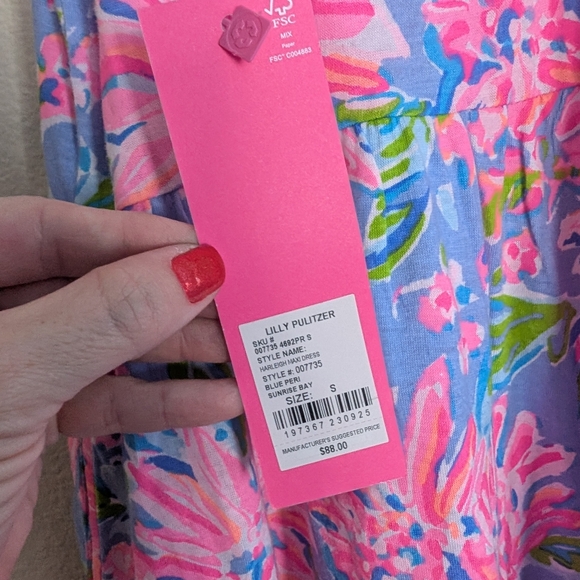 FSC
MIX
Paper
FSC® C004883
LILLY PULITZER
SKU #
007735 4692PR S
STYLE NAME:
HARLEIGH MAXI DRESS
STYLE #: 007735
BLUE PERI
SUNRISE BAY
SIZE: S
197367 230925
MANUFACTURER'S SUGGESTED PRICE
$88.00